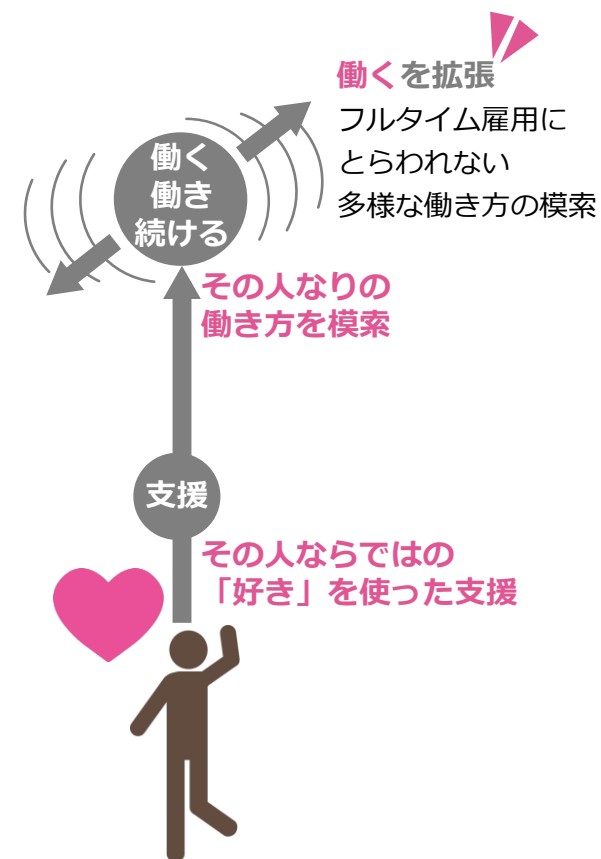 働くを拡張
フルタイム雇用に
とらわれない
多様な働き方の模索
働く
働き
続ける
その人なりの
働き方を模索
支援
その人ならではの
「好き」を使った支援